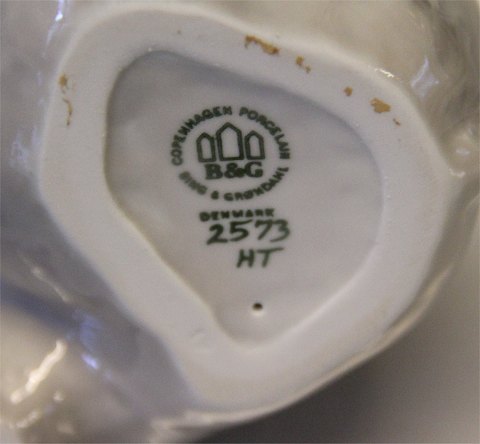 COPENHAGEN PORCELAIN
B&G
BING & GRØNDAHL
DENMARK
2573
HT